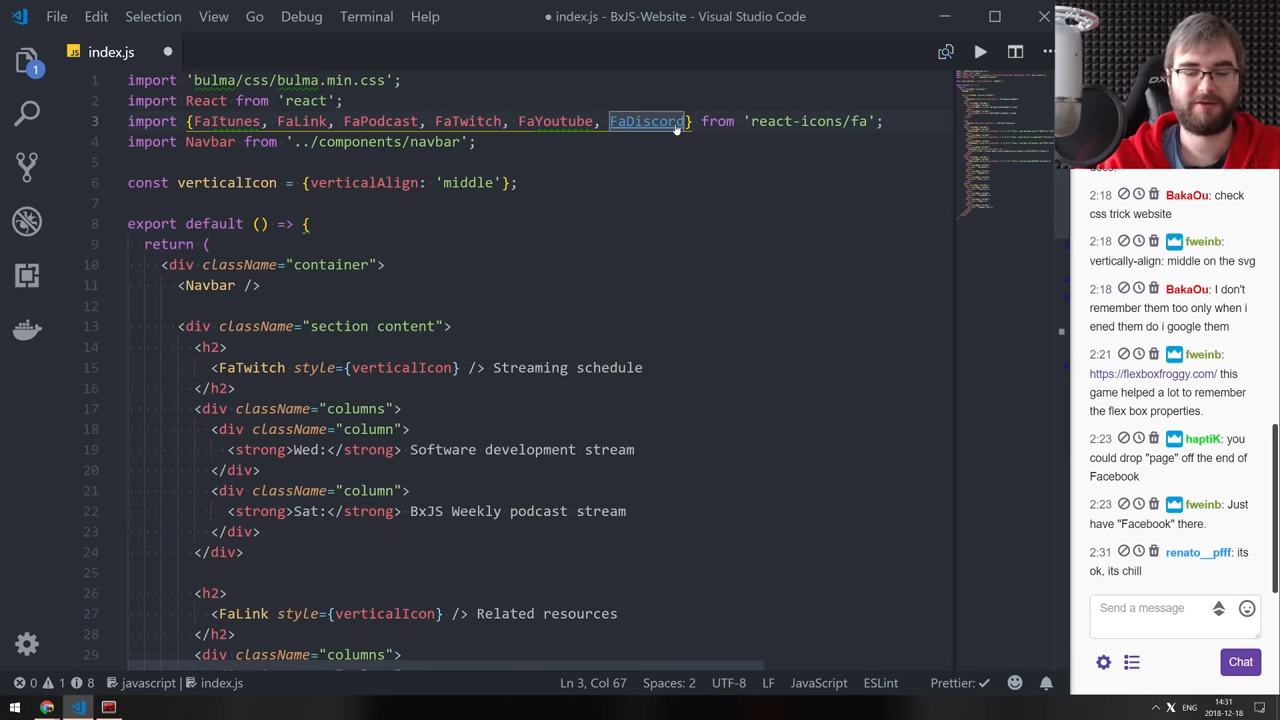 File Edit Selection View Go Debug Terminal Help
● index.js - BxJS-Website - Visual Studio Code
1
JS index.js
1 import 'bulma/css/bulma.min.css';
2 import React from 'react';
3 import {FaItunes, FaLink, FaPodcast, FaTwitch, FaYoutube, FaDiscord} from 'react-icons/fa';
4 import Navbar from '../components/navbar';
5
6 const verticalIcon = {verticalAlign: 'middle'};
7
8 export default () => {
9 return (
10 <div className="container">
11 <Navbar />
12
13 <div className="section content">
14 <h2>
15 <FaTwitch style={verticalIcon} /> Streaming schedule
16 </h2>
17 <div className="columns">
18 <div className="column">
19 <strong>Wed:</strong> Software development stream
20 </div>
21 <div className="column">
22 <strong>Sat:</strong> BxJS Weekly podcast stream
23 </div>
24 </div>
25
26 <h2>
27 <FaLink style={verticalIcon} /> Related resources
28 </h2>
29 <div className="columns">
0 1 8 javascript index.js
Ln 3, Col 67 Spaces: 2 UTF-8 LF JavaScript ESLint Prettier: ✓
2:18 BakaOu: check
css trick website
2:18 fweinb:
vertically-align: middle on the svg
2:18 BakaOu: I don't
remember them too only when i
ened them do i google them
2:21 fweinb:
https://flexboxfroggy.com/ this
game helped a lot to remember
the flex box properties.
2:23 haptiK: you
could drop "page" off the end of
Facebook
2:23 fweinb: Just
have "Facebook" there.
2:31 renato__pfff: its
ok, its chill
Send a message
Chat
ENG
14:31
2018-12-18